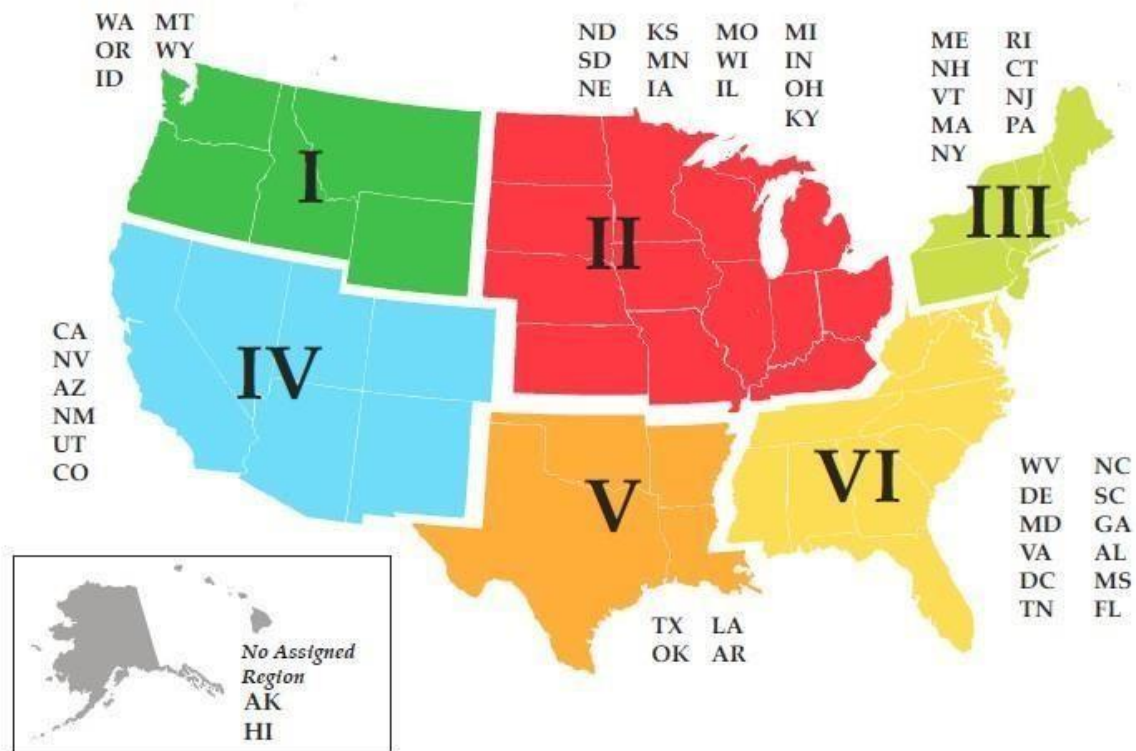 WA MT
OR WY
ID
ND KS MO MI
SD MN WI IN
NE IA IL OH
KY
ME RI
NH CT
VT NJ
MA PA
NY
I
II
III
IV
CA
NV
AZ
NM
UT
CO
V
VI
WV NC
DE SC
MD GA
VA AL
DC MS
TN FL
TX LA
OK AR
No Assigned
Region
AK
HI